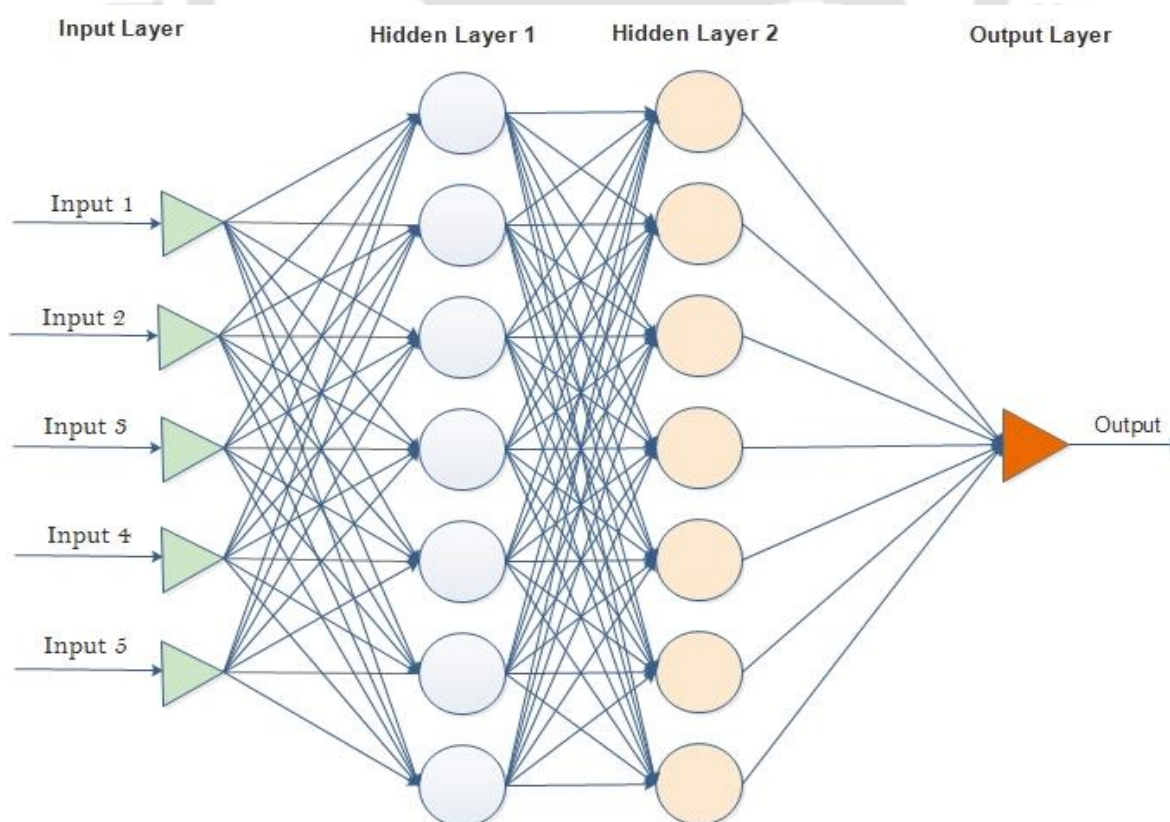 Input Layer
Hidden Layer 1
Hidden Layer 2
Output Layer
Input 1
Input 2
Input 3
Input 4
Input 5
Output